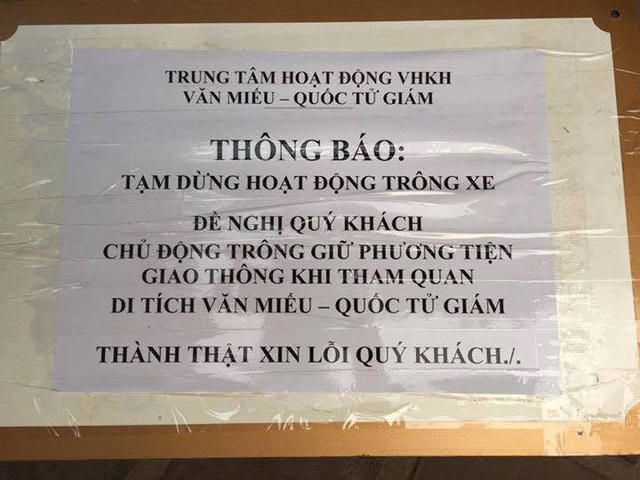 TRUNG TÂM HOẠT ĐỘNG VHKH
VĂN MIẾU – QUỐC TỬ GIÁM
THÔNG BÁO:
TẠM DỪNG HOẠT ĐỘNG TRÔNG XE
ĐỀ NGHỊ QUÝ KHÁCH
CHỦ ĐỘNG TRÔNG GIỮ PHƯƠNG TIỆN
GIAO THÔNG KHI THAM QUAN
DI TÍCH VĂN MIẾU – QUỐC TỬ GIÁM
THÀNH THẬT XIN LỖI QUÝ KHÁCH./.